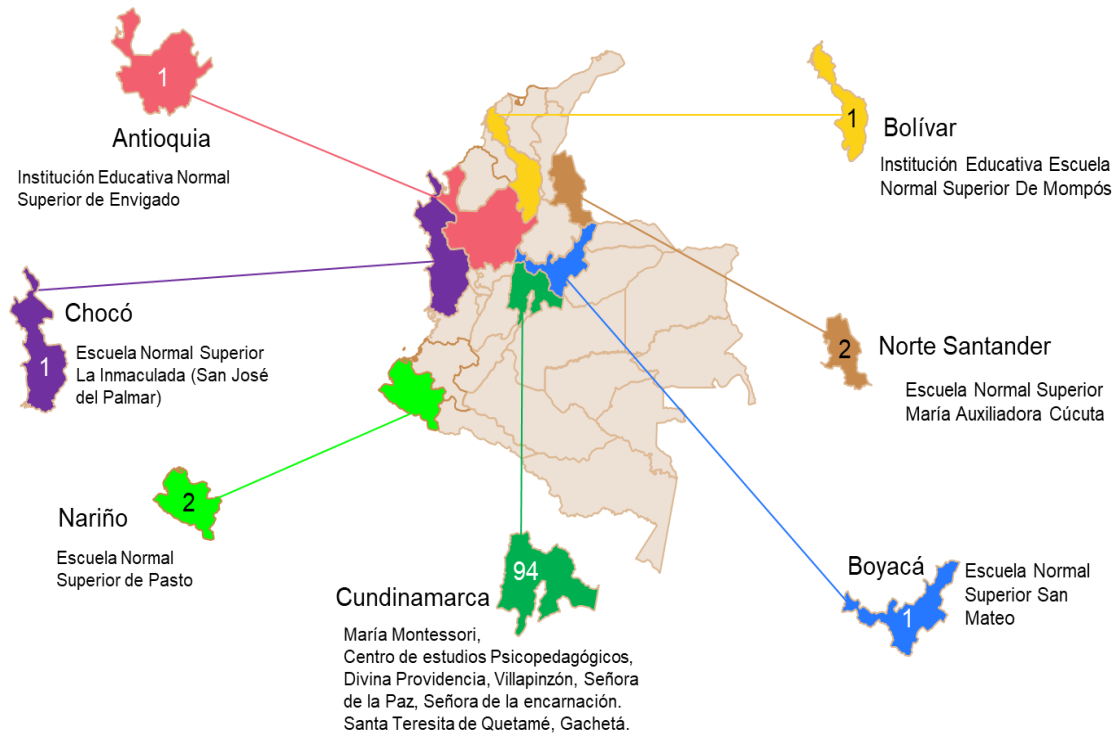 1
Antioquia
Institución Educativa Normal
Superior de Envigado
1
Bolívar
Institución Educativa Escuela
Normal Superior De Mompós
Chocó
1
Escuela Normal Superior
La Inmaculada (San José
del Palmar)
2
Norte Santander
Escuela Normal Superior
María Auxiliadora Cúcuta
2
Nariño
Escuela Normal
Superior de Pasto
94
Cundinamarca
María Montessori,
Centro de estudios Psicopedagógicos,
Divina Providencia, Villapinzón, Señora
de la Paz, Señora de la encarnación.
Santa Teresita de Quetamé, Gachetá.
Boyacá
1
Escuela Normal
Superior San
Mateo